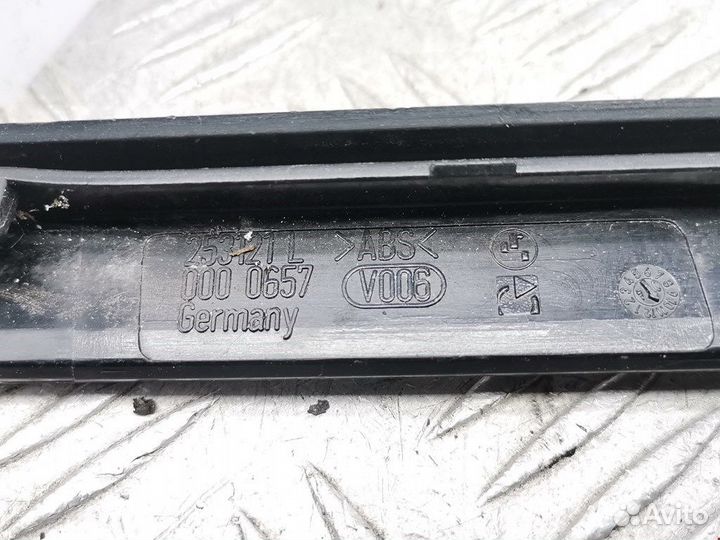 253121 L >ABS<
000 0657 V006
Germany
Avito